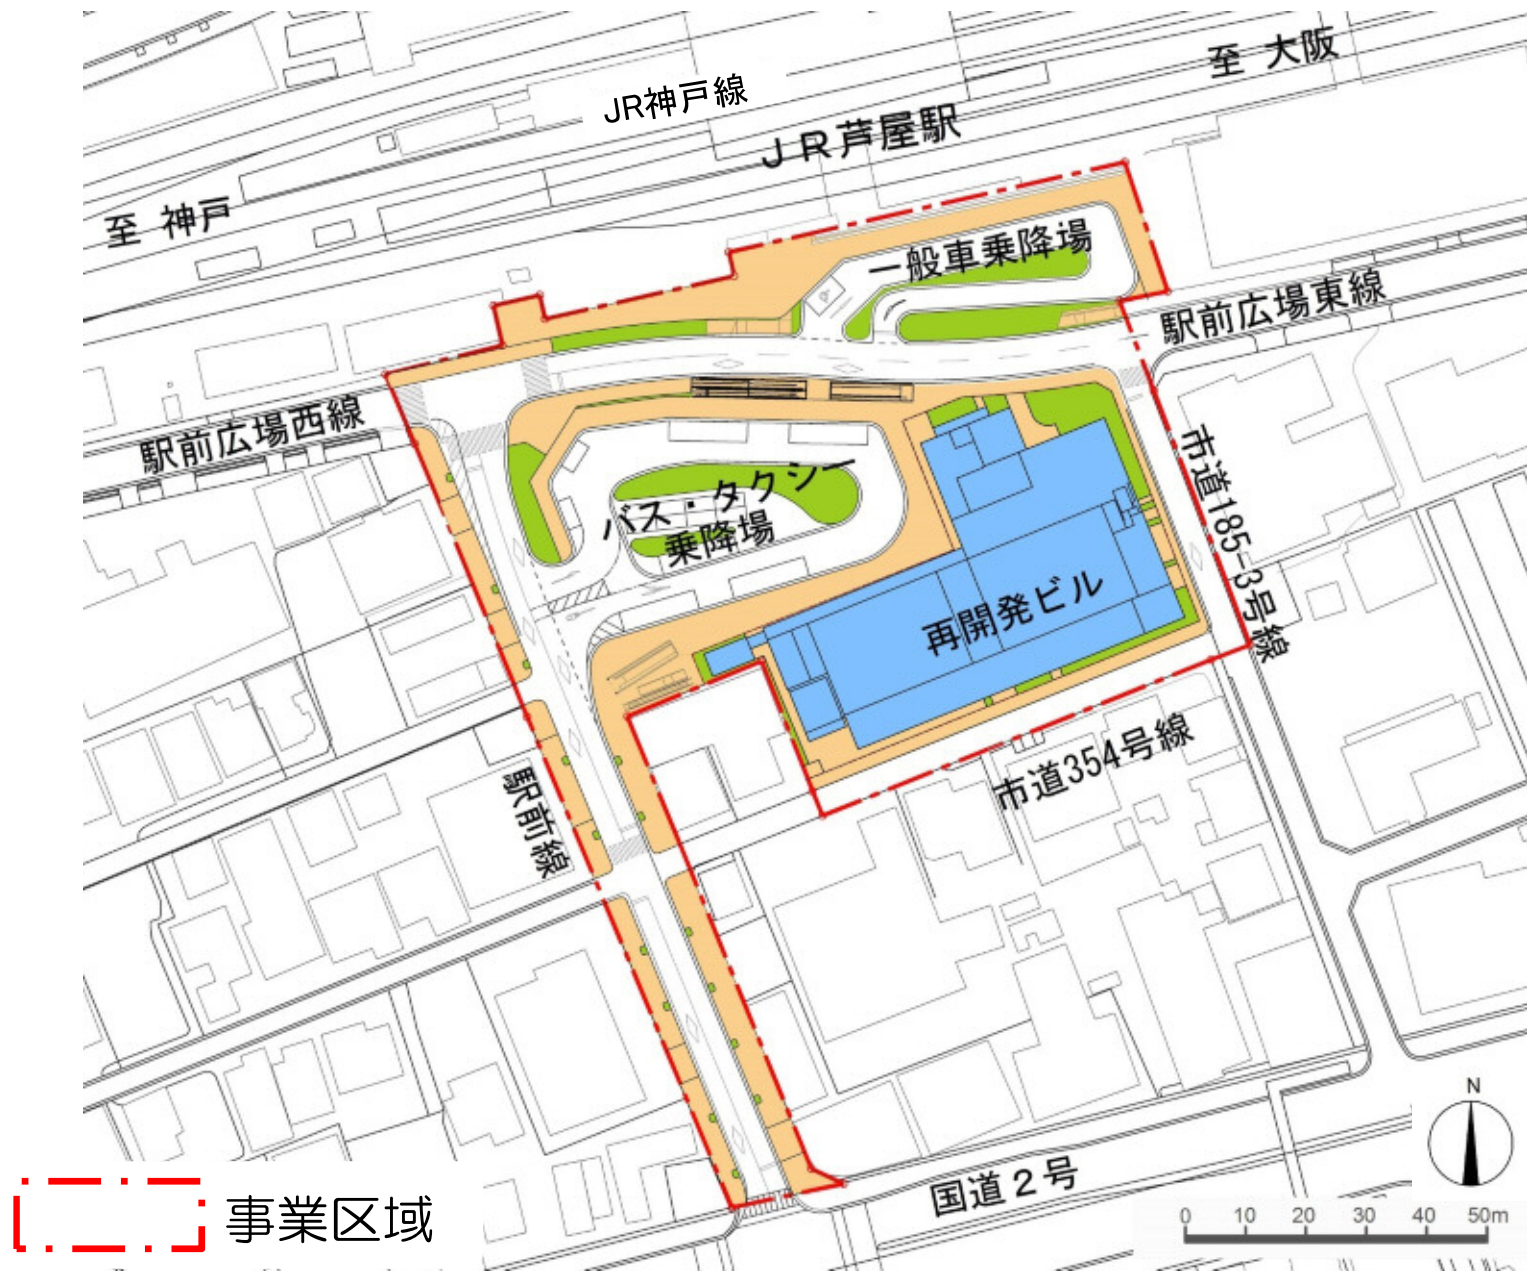 至 大阪
JR神戸線
JR芦屋駅
至 神戸
一般車乗降場
駅前広場東線
駅前広場西線
バス・タクシー
乗降場
市道185-3号線
再開発ビル
市道354号線
駅前線
国道2号
N
事業区域
0 10 20 30 40 50m